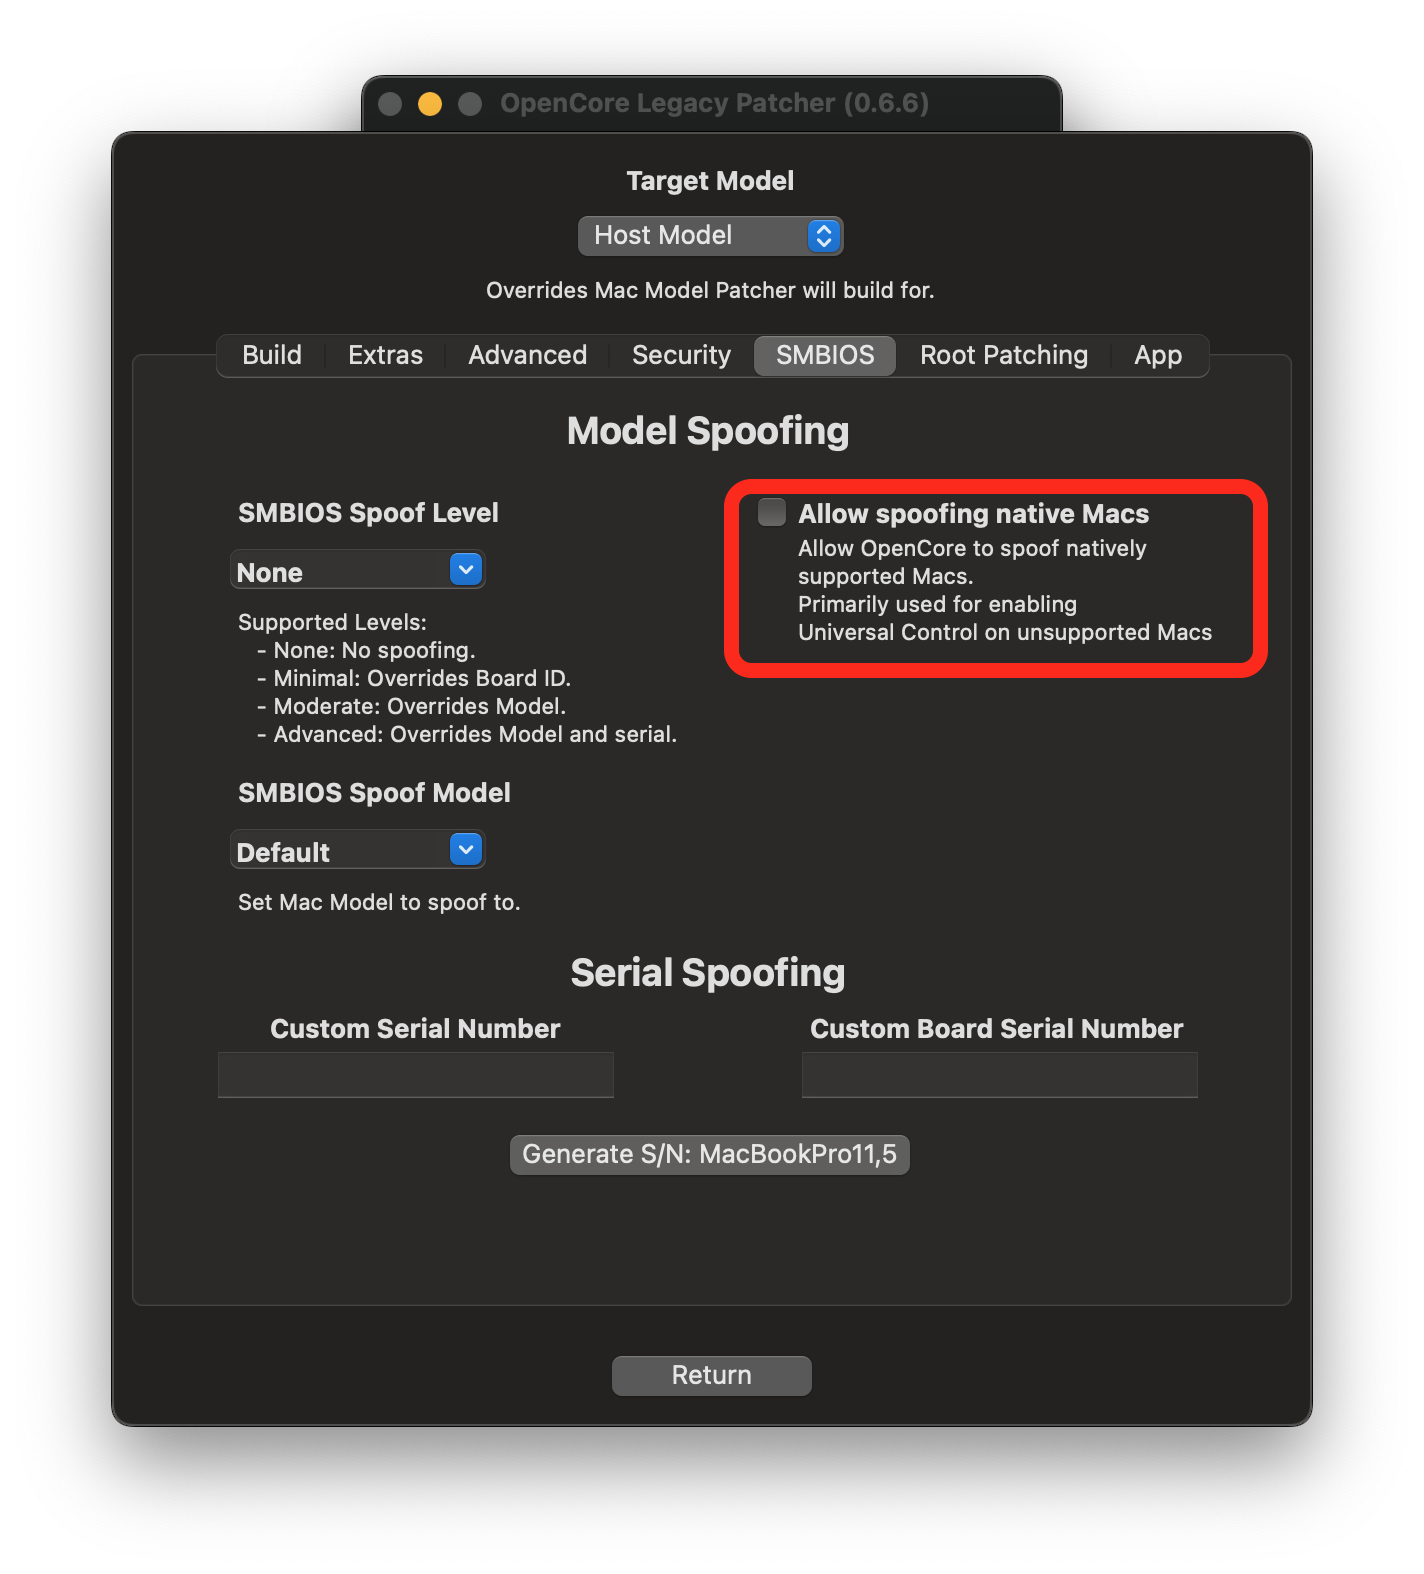 OpenCore Legacy Patcher (0.6.6)
Target Model
Host Model
Overrides Mac Model Patcher will build for.
Build Extras Advanced Security SMBIOS Root Patching App
Model Spoofing
SMBIOS Spoof Level
None
Supported Levels:
- None: No spoofing.
- Minimal: Overrides Board ID.
- Moderate: Overrides Model.
- Advanced: Overrides Model and serial.
Allow spoofing native Macs
Allow OpenCore to spoof natively
supported Macs.
Primarily used for enabling
Universal Control on unsupported Macs
SMBIOS Spoof Model
Default
Set Mac Model to spoof to.
Serial Spoofing
Custom Serial Number
Custom Board Serial Number
Generate S/N: MacBookPro11,5
Return